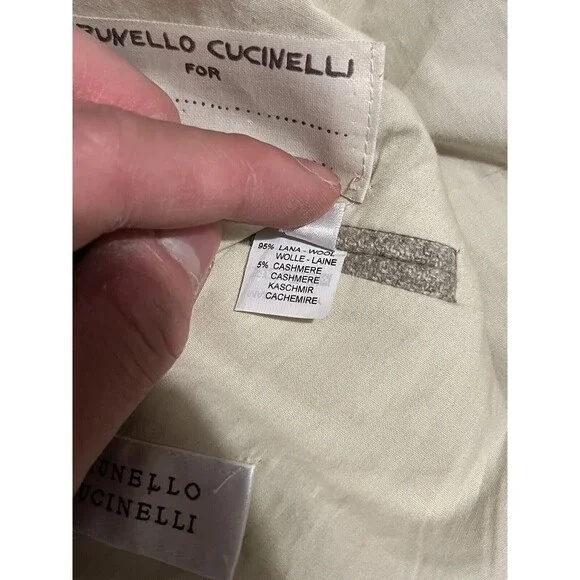 RUNELLO CUCINELLI
FOR
95% LANA - WOOL
WOLLE - LAINE
5% CASHMERE
CASHMERE
KASCHMIR
CACHEMIRE
UNELLO
UCINELLI